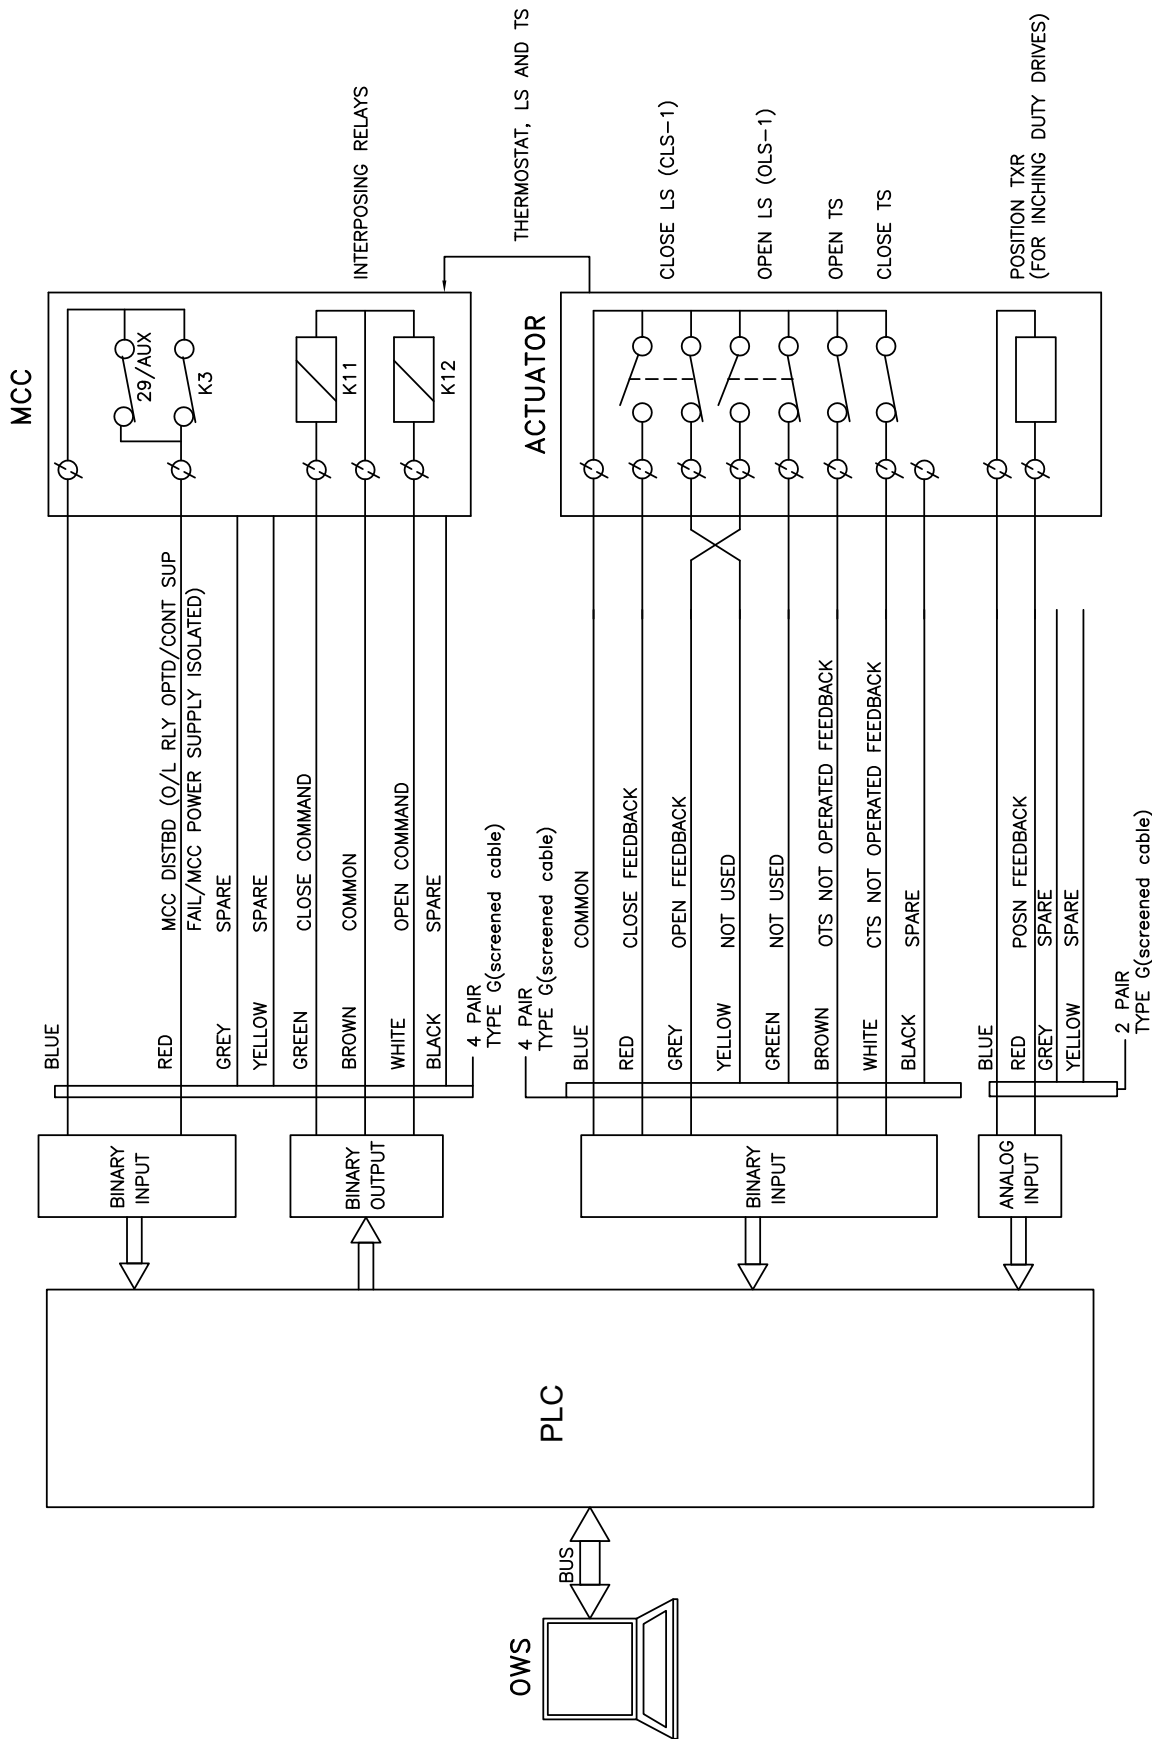 OWS
BUS
PLC
BINARY
INPUT
BINARY
OUTPUT
BINARY
INPUT
ANALOG
INPUT
BLUE
RED
MCC DISTBD (O/L RLY OPTD/CONT SUP
FAIL/MCC POWER SUPPLY ISOLATED)
GREY
SPARE
YELLOW
SPARE
GREEN
CLOSE COMMAND
BROWN
COMMON
WHITE
OPEN COMMAND
BLACK
SPARE
4 PAIR
TYPE G(screened cable)
4 PAIR
TYPE G(screened cable)
BLUE
COMMON
RED
CLOSE FEEDBACK
GREY
OPEN FEEDBACK
YELLOW
NOT USED
GREEN
NOT USED
BROWN
OTS NOT OPERATED FEEDBACK
WHITE
CTS NOT OPERATED FEEDBACK
BLACK
SPARE
BLUE
RED
POSN FEEDBACK
GREY
SPARE
YELLOW
SPARE
2 PAIR
TYPE G(screened cable)
MCC
29/AUX
K3
K11
K12
INTERPOSING RELAYS
THERMOSTAT, LS AND TS
ACTUATOR
CLOSE LS (CLS-1)
OPEN LS (OLS-1)
OPEN TS
CLOSE TS
POSITION TXR
(FOR INCHING DUTY DRIVES)